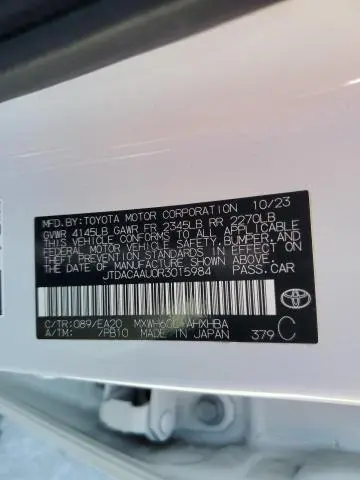 MFD.BY:TOYOTA MOTOR CORPORATION 10/23
GVWR 4145LB GAWR FR 2345LB RR 2270LB
THIS VEHICLE CONFORMS TO ALL APPLICABLE
FEDERAL MOTOR VEHICLE SAFETY, BUMPER, AND
THEFT PREVENTION STANDARDS IN EFFECT ON
THE DATE OF MANUFACTURE SHOWN ABOVE.
JTDACAAU0R3015984 PASS.CAR
C/TR:089/EA20
A/TM: /PB10 MADE IN JAPAN 379 C
TOYOTA